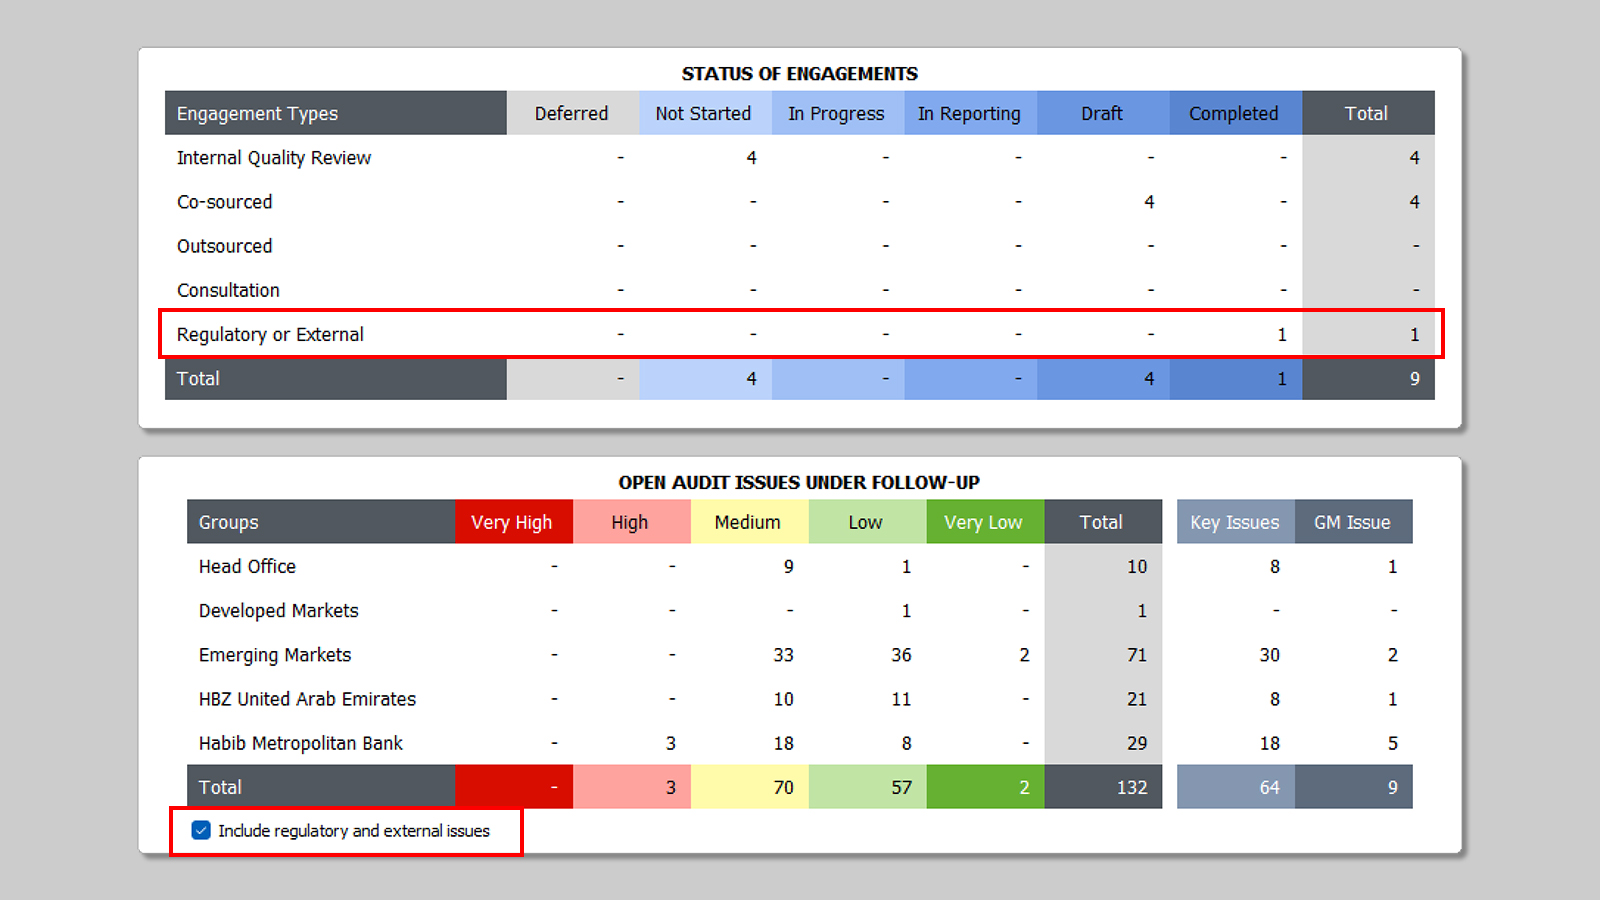 STATUS OF ENGAGEMENTS
Engagement Types Deferred Not Started In Progress In Reporting Draft Completed Total
Internal Quality Review - 4 - - - - 4
Co-sourced - - - - 4 - 4
Outsourced - - - - - - -
Consultation - - - - - - -
Regulatory or External - - - - - 1 1
Total - 4 - - 4 1 9
OPEN AUDIT ISSUES UNDER FOLLOW-UP
Groups Very High High Medium Low Very Low Total Key Issues GM Issue
Head Office - - 9 1 - 10 8 1
Developed Markets - - - 1 - 1 - -
Emerging Markets - - 33 36 2 71 30 2
HBZ United Arab Emirates - - 10 11 - 21 8 1
Habib Metropolitan Bank - 3 18 8 - 29 18 5
Total - 3 70 57 2 132 64 9
Include regulatory and external issues